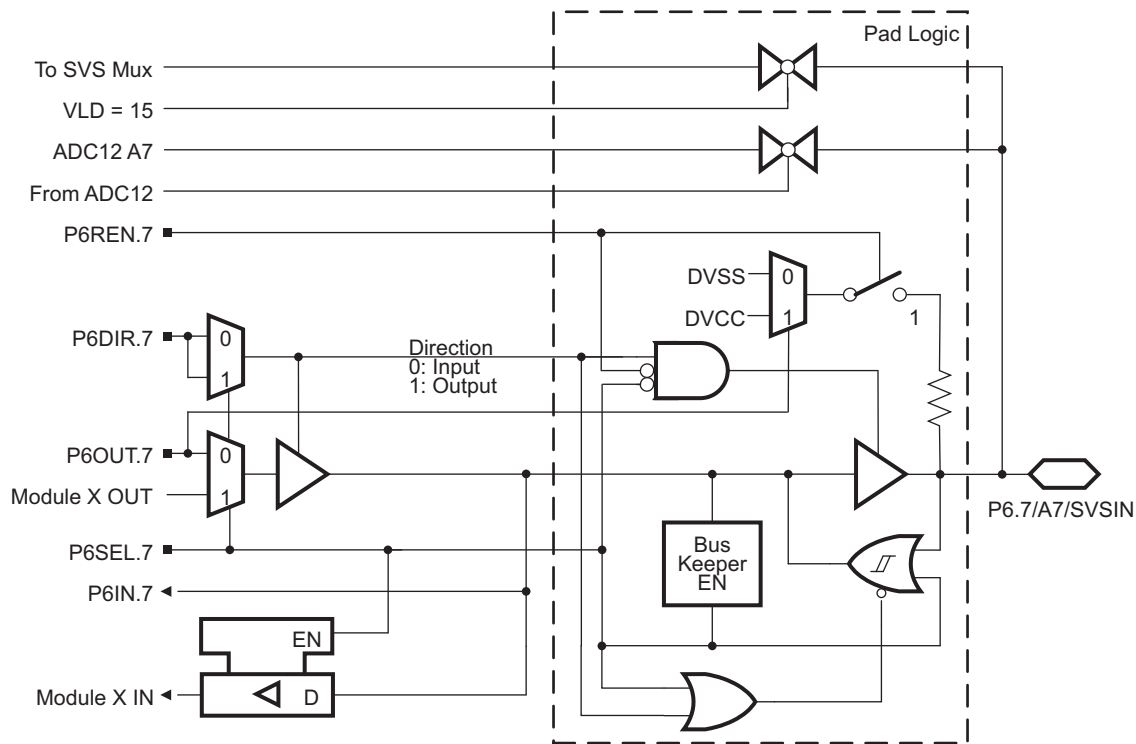 Pad Logic
To SVS Mux
VLD = 15
ADC12 A7
From ADC12
P6REN.7
DVSS
0
DVCC
1
1
P6DIR.7
0
1
Direction
0: Input
1: Output
P6OUT.7
0
Module X OUT
1
P6.7/A7/SVSIN
P6SEL.7
Bus
Keeper
EN
P6IN.7
EN
Module X IN
D